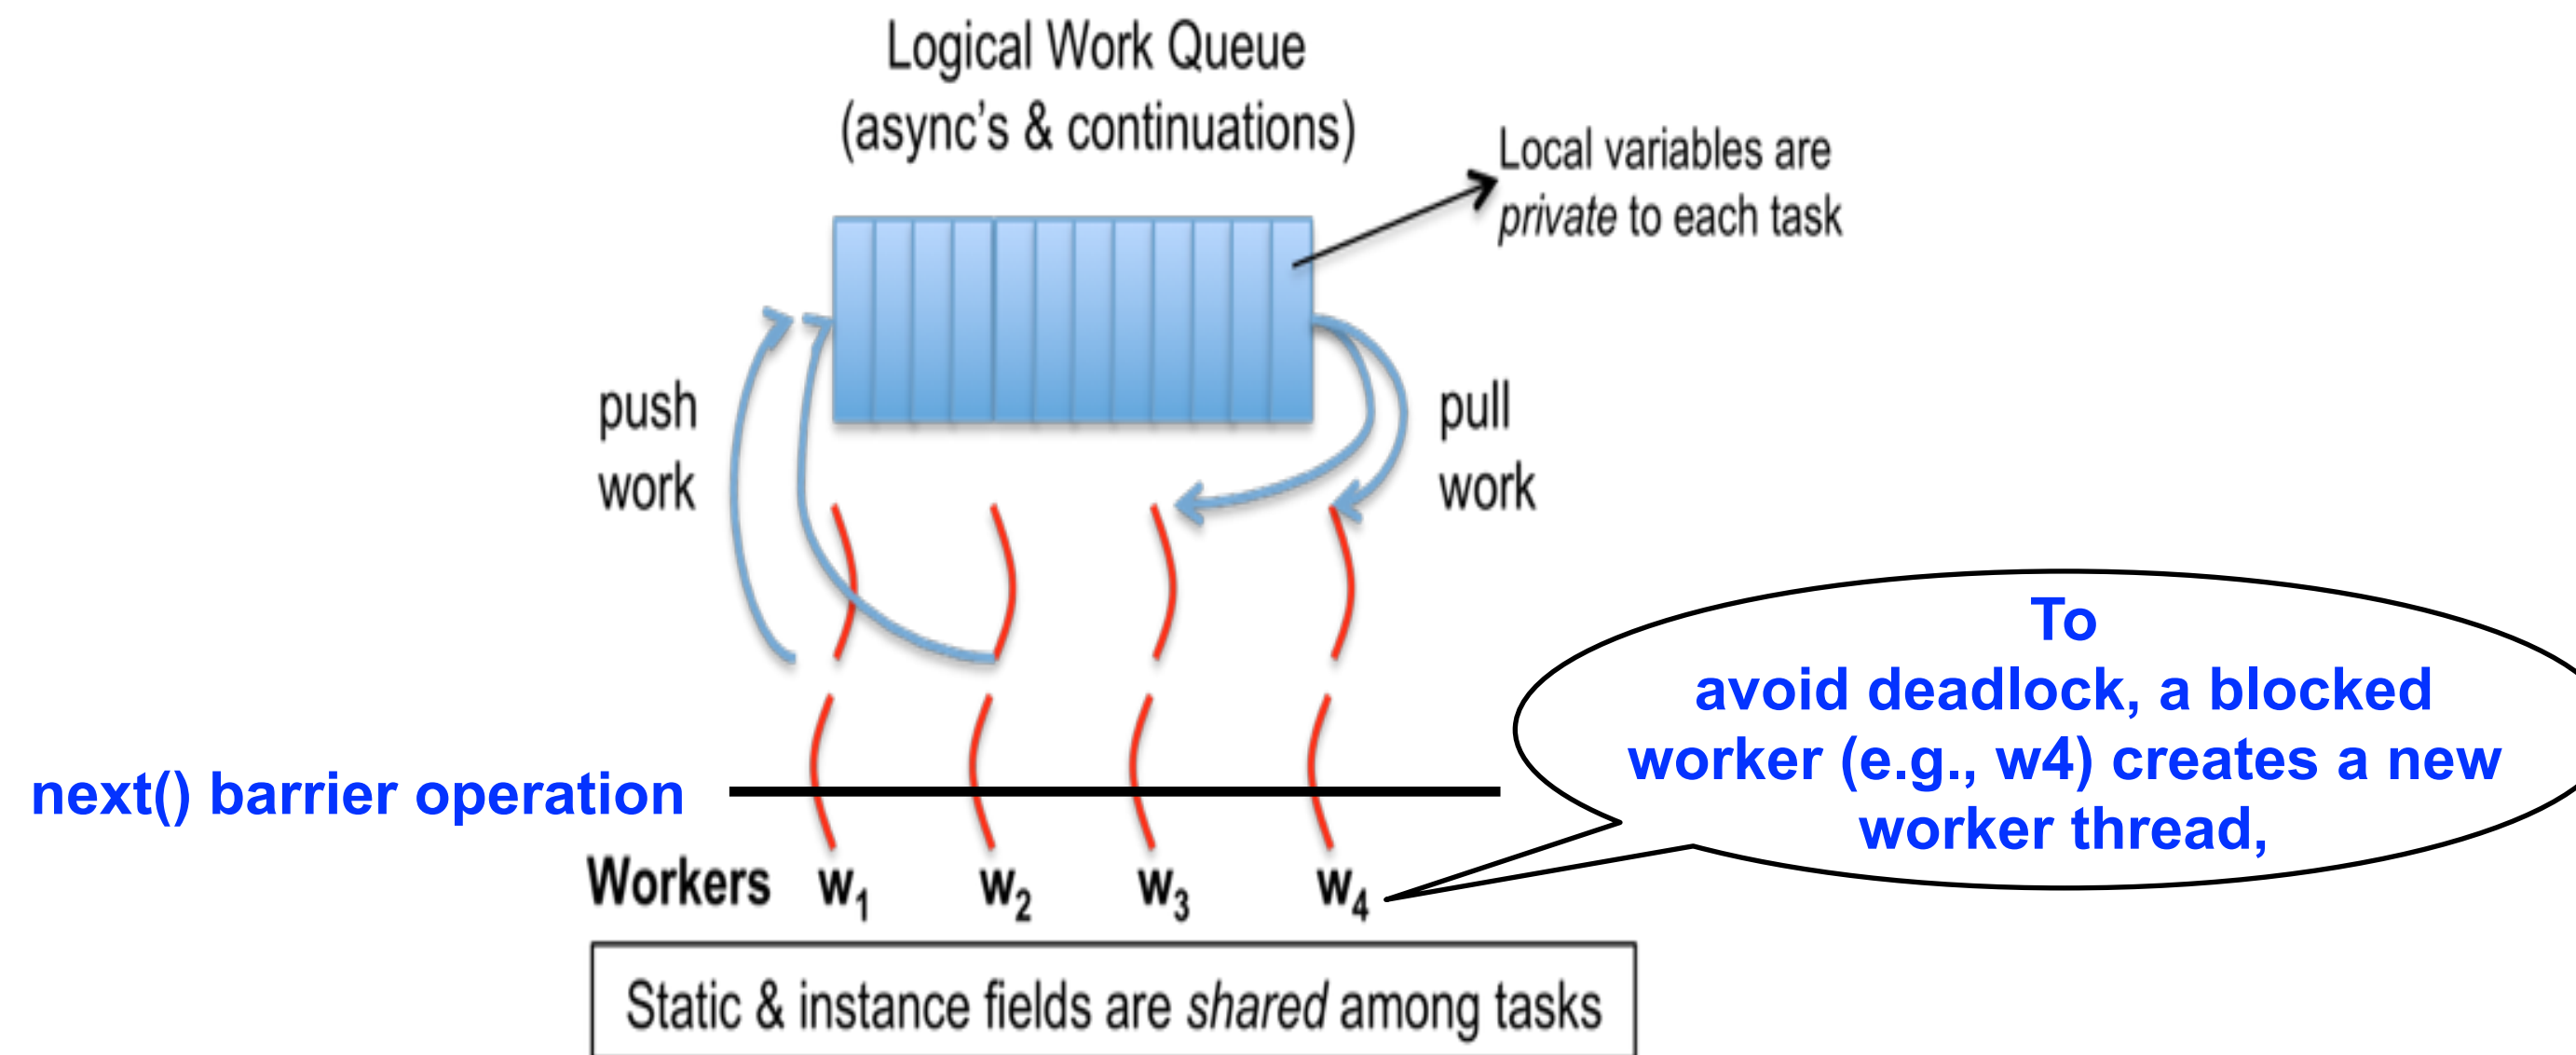 Logical Work Queue
(async's & continuations)
Local variables are
private to each task
push
work
pull
work
To
avoid deadlock, a blocked
worker (e.g., w4) creates a new
worker thread,
next() barrier operation
Workers w1 w2 w3 w4
Static & instance fields are shared among tasks